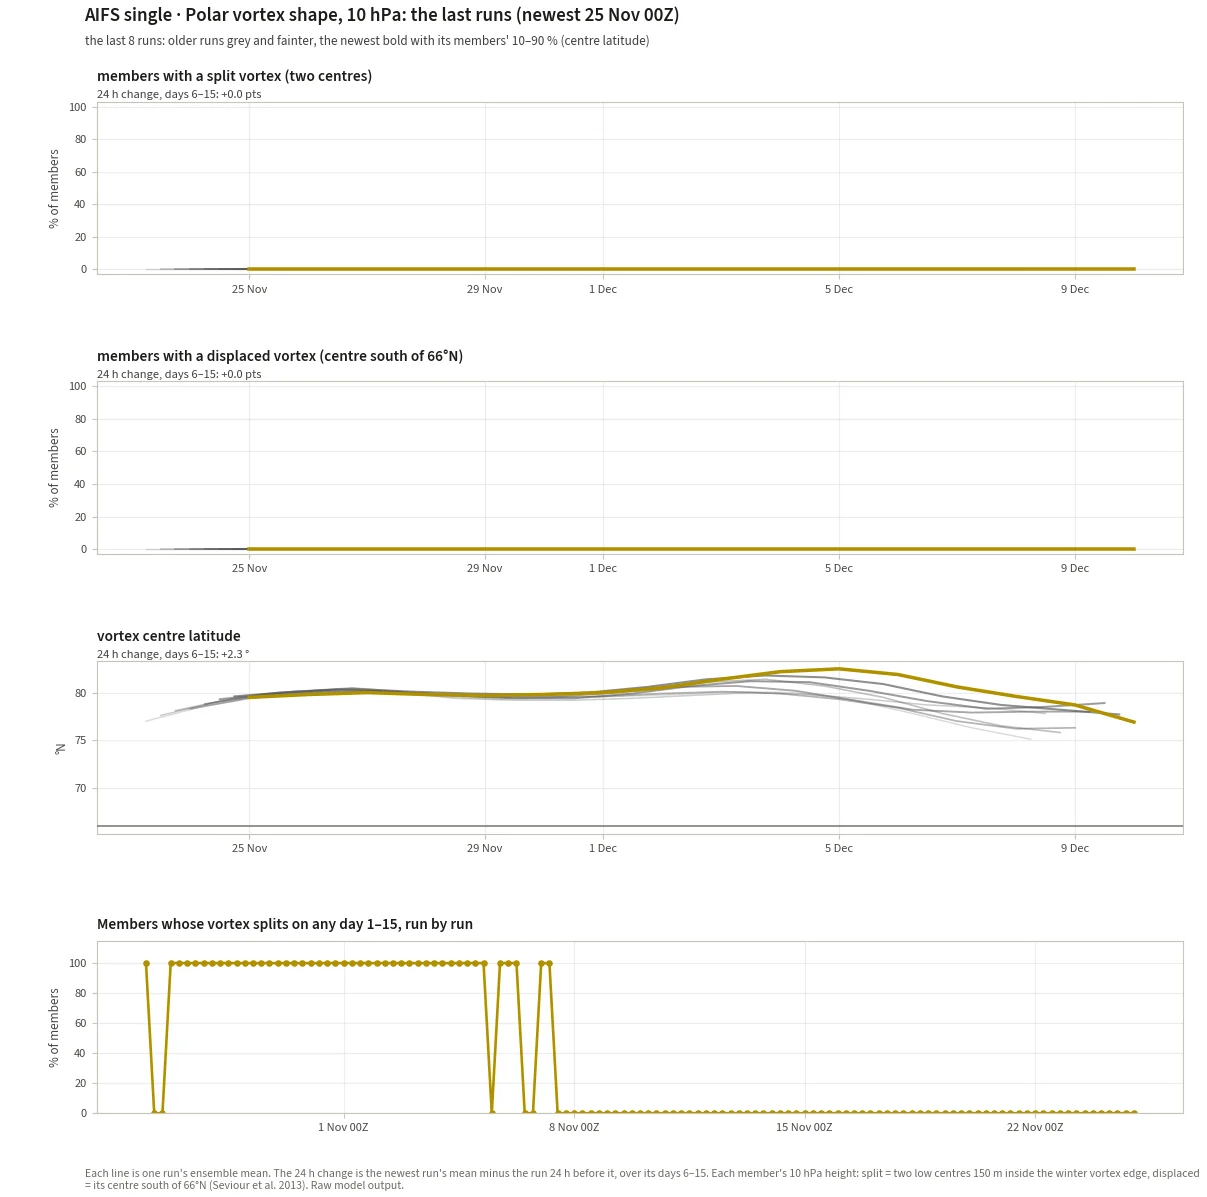 AIFS single · Polar vortex shape, 10 hPa: the last runs (newest 25 Nov 00Z)
the last 8 runs: older runs grey and fainter, the newest bold with its members' 10–90 % (centre latitude)
members with a split vortex (two centres)
24 h change, days 6–15: +0.0 pts
100
80
60
40
20
0
% of members
25 Nov
29 Nov
1 Dec
5 Dec
9 Dec
members with a displaced vortex (centre south of 66°N)
24 h change, days 6–15: +0.0 pts
100
80
60
40
20
0
% of members
25 Nov
29 Nov
1 Dec
5 Dec
9 Dec
vortex centre latitude
24 h change, days 6–15: +2.3 °
80
75
70
°N
25 Nov
29 Nov
1 Dec
5 Dec
9 Dec
Members whose vortex splits on any day 1–15, run by run
100
80
60
40
20
0
% of members
1 Nov 00Z
8 Nov 00Z
15 Nov 00Z
22 Nov 00Z
Each line is one run's ensemble mean. The 24 h change is the newest run's mean minus the run 24 h before it, over its days 6–15. Each member's 10 hPa height: split = two low centres 150 m inside the winter vortex edge, displaced
= its centre south of 66°N (Seviour et al. 2013). Raw model output.